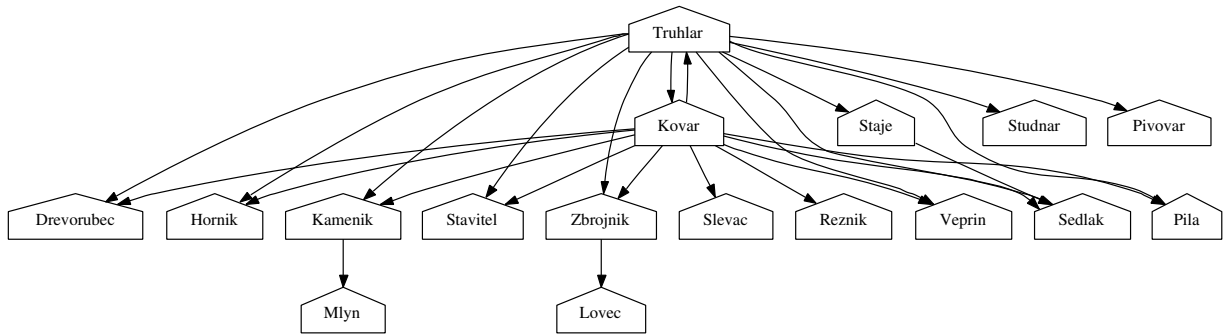 Truhlar
Kovar
Staje
Studnar
Pivovar
Drevorubec
Hornik
Kamenik
Stavitel
Zbrojnik
Slevac
Reznik
Veprin
Sedlak
Pila
Mlyn
Lovec